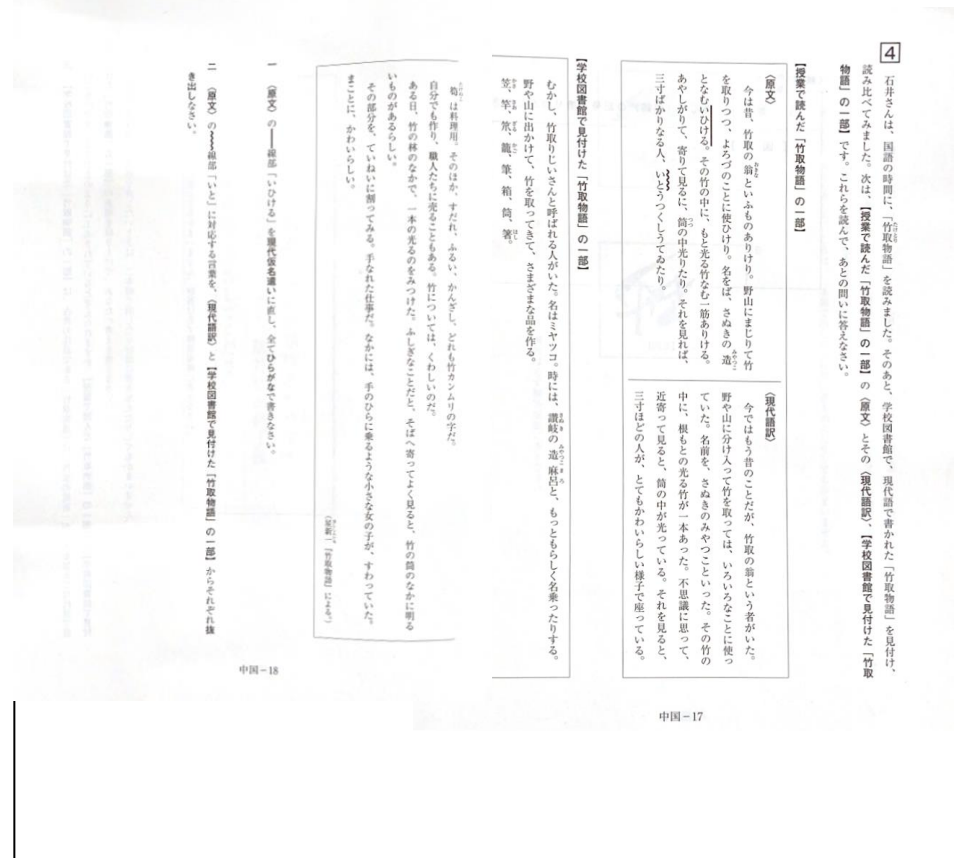 4
石井さんは、国語の時間に、「竹取物語」を読みました。そのあと、学校図書館で、現代語で書かれた「竹取物語」を見付け、
読み比べてみました。次は、【授業で読んだ「竹取物語」の一部】の〈原文〉とその〈現代語訳〉、【学校図書館で見付けた「竹取
物語」の一部】です。これらを読んで、あとの問いに答えなさい。
【授業で読んだ「竹取物語」の一部】
〈原文〉
今は昔、竹取の翁といふものありけり。野山にまじりて竹
を取りつつ、よろづのことに使ひけり。名をば、さぬきの造
となむいひける。その竹の中に、もと光る竹なむ一筋ありける。
あやしがりて、寄りて見るに、筒の中光りたり。それを見れば、
三寸ばかりなる人、いとうつくしうてゐたり。
〈現代語訳〉
今ではもう昔のことだが、竹取の翁という者がいた。
野や山に分け入って竹を取っては、いろいろなことに使っ
ていた。名前を、さぬきのみやつこといった。その竹の
中に、根もとの光る竹が一本あった。不思議に思って、
近寄って見ると、筒の中が光っている。それを見ると、
三寸ほどの人が、とてもかわいらしい様子で座っている。
【学校図書館で見付けた「竹取物語」の一部】
むかし、竹取りじいさんと呼ばれる人がいた。名はミヤツコ。時には、讃岐の造麻呂と、もっともらしく名乗ったりする。
野や山に出かけて、竹を取ってきて、さまざまな品を作る。
笠、竿、笊、籠、筆、箱、筒、箸。
中国－17
筍は料理用。そのほか、すだれ、ふるい、かんざし、どれも竹カンムリの字だ。
自分でも作り、職人たちに売ることもある。竹については、くわしいのだ。
ある日、竹の林のなかで、一本の光るのをみつけた。ふしぎなことだと、そばへ寄ってよく見ると、竹の筒のなかに明る
いものがあるらしい。
その部分を、ていねいに割ってみる。手なれた仕事だ。なかには、手のひらに乗るような小さな女の子が、すわっていた。
まことに、かわいらしい。
（星新一『竹取物語』による。）
一 〈原文〉の――線部「いひける」を現代仮名遣いに直し、全てひらがなで書きなさい。
二 〈原文〉の〰〰線部「いと」に対応する言葉を、〈現代語訳〉と【学校図書館で見付けた「竹取物語」の一部】からそれぞれ抜
き出しなさい。
中国－18